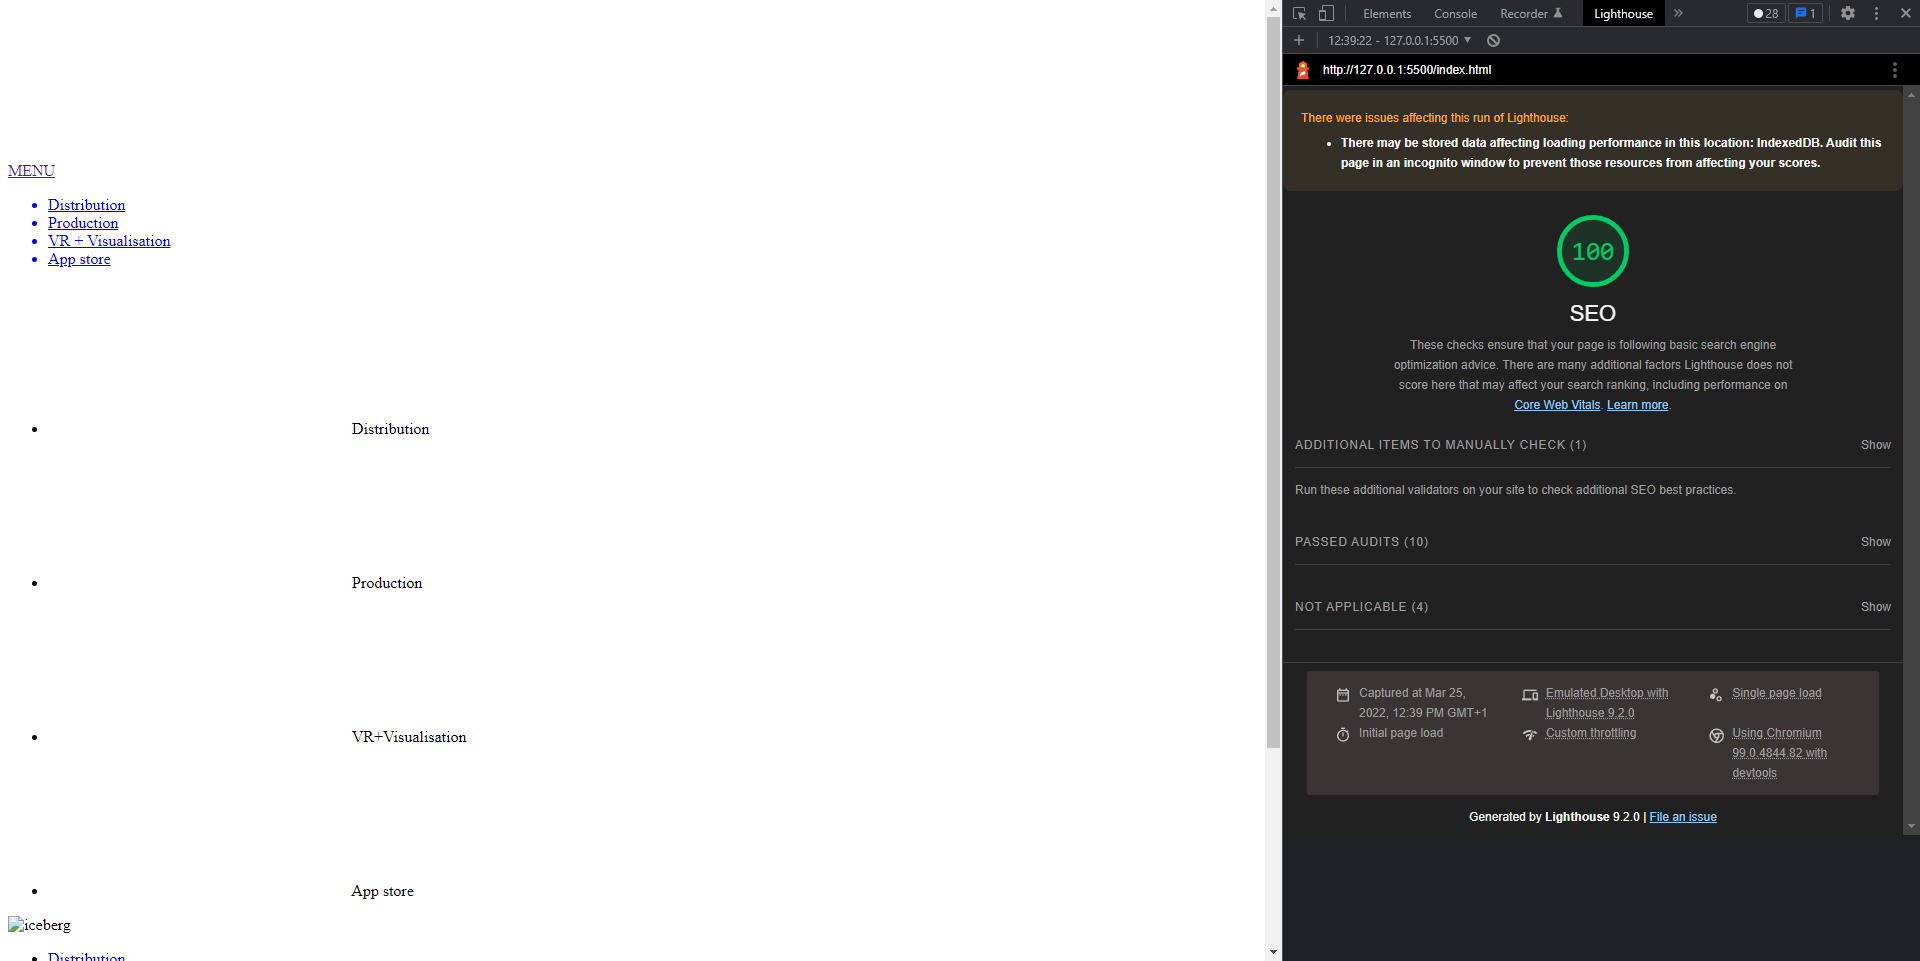 MENU
Distribution
Production
VR + Visualisation
App store
Distribution
Production
VR+Visualisation
App store
iceberg
Distribution
Elements Console Recorder Lighthouse 28 1
12:39:22 - 127.0.0.1:5500
http://127.0.0.1:5500/index.html
There were issues affecting this run of Lighthouse:
There may be stored data affecting loading performance in this location: IndexedDB. Audit this
page in an incognito window to prevent those resources from affecting your scores.
100
SEO
These checks ensure that your page is following basic search engine
optimization advice. There are many additional factors Lighthouse does not
score here that may affect your search ranking, including performance on
Core Web Vitals. Learn more.
ADDITIONAL ITEMS TO MANUALLY CHECK (1) Show
Run these additional validators on your site to check additional SEO best practices.
PASSED AUDITS (10) Show
NOT APPLICABLE (4) Show
Captured at Mar 25,
2022, 12:39 PM GMT+1
Emulated Desktop with
Lighthouse 9.2.0
Single page load
Initial page load
Custom throttling
Using Chromium
99.0.4844.82 with
devtools
Generated by Lighthouse 9.2.0 | File an issue